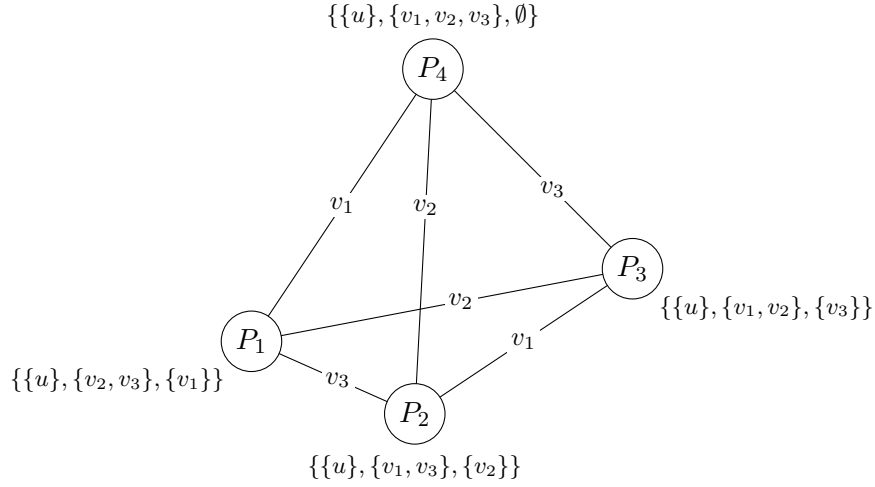 {{u}, {v₁, v₂, v₃}, ∅}
P₄
v₁
v₂
v₃
P₃
{{u}, {v₁, v₂}, {v₃}}
v₂
v₁
P₁
{{u}, {v₂, v₃}, {v₁}}
v₃
P₂
{{u}, {v₁, v₃}, {v₂}}